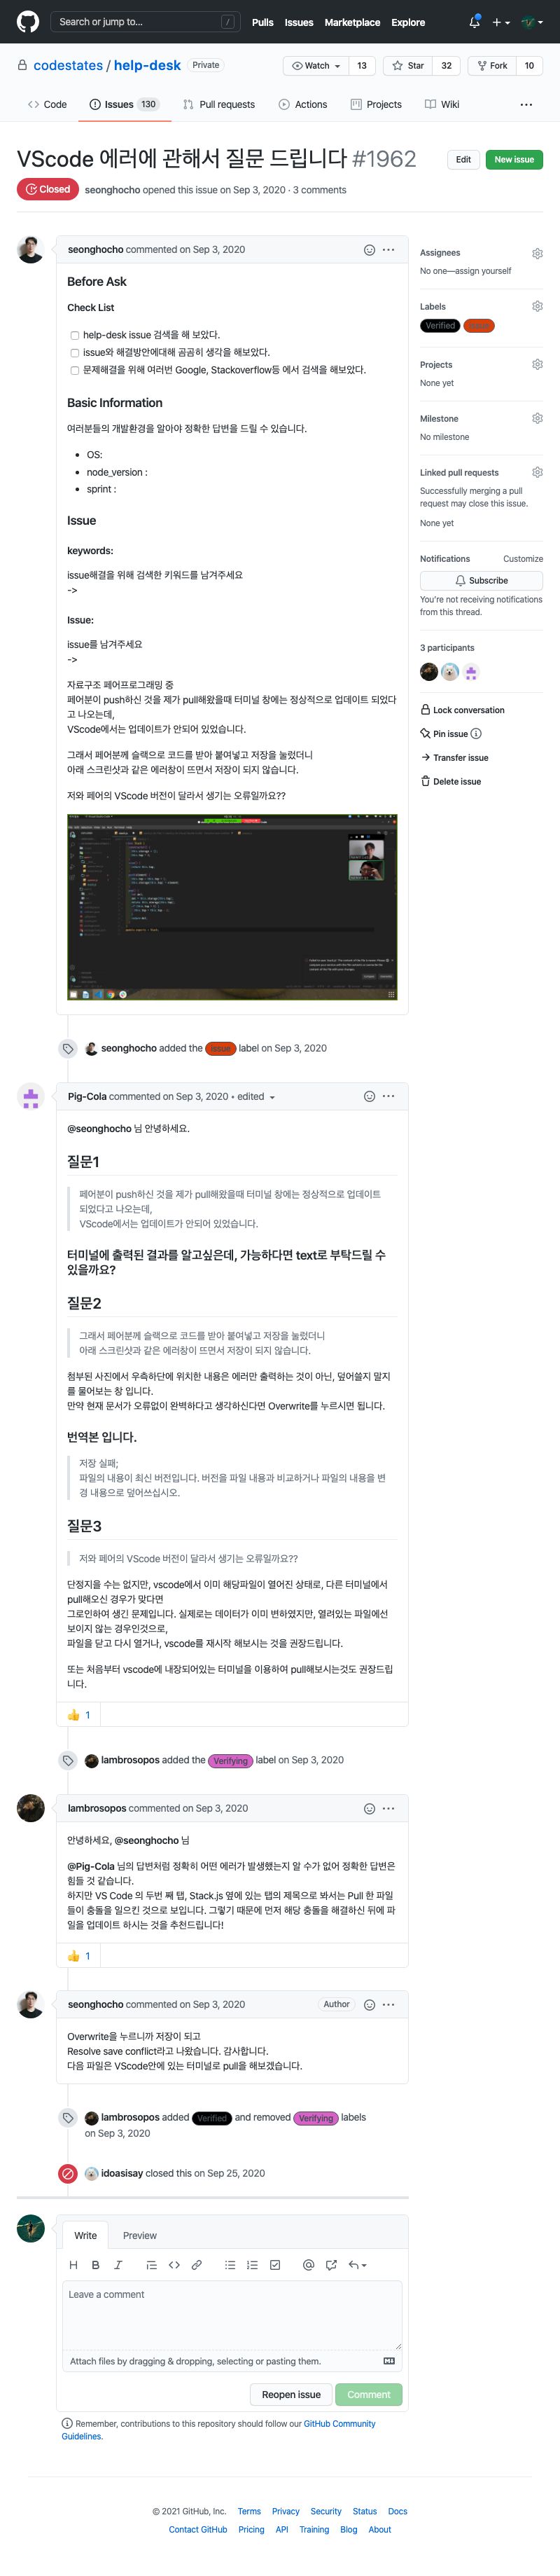 Search or jump to...
/
Pulls Issues Marketplace Explore
codestates / help-desk Private
Watch 13 Star 32 Fork 10
Code Issues 130 Pull requests Actions Projects Wiki
VScode 에러에 관해서 질문 드립니다 #1962
Edit New issue
Closed seonghocho opened this issue on Sep 3, 2020 · 3 comments
seonghocho commented on Sep 3, 2020
Before Ask
Check List
help-desk issue 검색을 해 보았다.
issue와 해결방안에대해 곰곰히 생각을 해보았다.
문제해결을 위해 여러번 Google, Stackoverflow등 에서 검색을 해보았다.
Basic Information
여러분들의 개발환경을 알아야 정확한 답변을 드릴 수 있습니다.
OS:
node_version :
sprint :
Issue
keywords:
issue해결을 위해 검색한 키워드를 남겨주세요
->
Issue:
issue를 남겨주세요
->
자료구조 페어프로그래밍 중
페어분이 push하신 것을 제가 pull해왔을때 터미널 창에는 정상적으로 업데이트 되었다
고 나오는데,
VScode에서는 업데이트가 안되어 있었습니다.
그래서 페어분께 슬랙으로 코드를 받아 붙여넣고 저장을 눌렀더니
아래 스크린샷과 같은 에러창이 뜨면서 저장이 되지 않습니다.
저와 페어의 VScode 버전이 달라서 생기는 오류일까요??
Assignees
No one—assign yourself
Labels
Verified issue
Projects
None yet
Milestone
No milestone
Linked pull requests
Successfully merging a pull
request may close this issue.
None yet
Notifications Customize
Subscribe
You're not receiving notifications
from this thread.
3 participants
Lock conversation
Pin issue
Transfer issue
Delete issue
seonghocho added the issue label on Sep 3, 2020
Pig-Cola commented on Sep 3, 2020 • edited
@seonghocho 님 안녕하세요.
질문1
페어분이 push하신 것을 제가 pull해왔을때 터미널 창에는 정상적으로 업데이트
되었다고 나오는데,
VScode에서는 업데이트가 안되어 있었습니다.
터미널에 출력된 결과를 알고싶은데, 가능하다면 text로 부탁드릴 수
있을까요?
질문2
그래서 페어분께 슬랙으로 코드를 받아 붙여넣고 저장을 눌렀더니
아래 스크린샷과 같은 에러창이 뜨면서 저장이 되지 않습니다.
첨부된 사진에서 우측하단에 위치한 내용은 에러만 출력하는 것이 아닌, 덮어쓸지 말지
를 물어보는 창 입니다.
만약 현재 문서가 오류없이 완벽하다고 생각하신다면 Overwrite를 누르시면 됩니다.
번역본 입니다.
저장 실패;
파일의 내용이 최신 버전입니다. 버전을 파일 내용과 비교하거나 파일의 내용을 변
경 내용으로 덮어쓰십시오.
질문3
저와 페어의 VScode 버전이 달라서 생기는 오류일까요??
단정지을 수는 없지만, vscode에서 이미 해당파일이 열어진 상태로, 다른 터미널에서
pull해오신 경우가 맞다면
그로인하여 생긴 문제입니다. 실제로는 데이터가 이미 변하였지만, 열려있는 파일에선
보이지 않는 경우인것으로,
파일을 닫고 다시 열거나, vscode를 재시작 해보시는 것을 권장드립니다.
또는 처음부터 vscode에 내장되어있는 터미널을 이용하여 pull해보시는것도 권장드립
니다.
1
lambrosopos added the Verifying label on Sep 3, 2020
lambrosopos commented on Sep 3, 2020
안녕하세요, @seonghocho 님
@Pig-Cola 님의 답변처럼 정확히 어떤 에러가 발생했는지 알 수가 없어 정확한 답변은
힘들 것 같습니다.
하지만 VS Code 의 두번 째 탭, Stack.js 옆에 있는 탭의 제목으로 봐서는 Pull 한 파일
들이 충돌을 일으킨 것으로 보입니다. 그렇기 때문에 먼저 해당 충돌을 해결하신 뒤에 파
일을 업데이트 하시는 것을 추천드립니다!
1
seonghocho commented on Sep 3, 2020 Author
Overwrite을 누르니까 저장이 되고
Resolve save conflict라고 나왔습니다. 감사합니다.
다음 파일은 VScode안에 있는 터미널로 pull을 해보겠습니다.
lambrosopos added Verified and removed Verifying labels
on Sep 3, 2020
idoasisay closed this on Sep 25, 2020
Write Preview
Leave a comment
Attach files by dragging & dropping, selecting or pasting them.
Reopen issue Comment
Remember, contributions to this repository should follow our GitHub Community
Guidelines.
© 2021 GitHub, Inc. Terms Privacy Security Status Docs
Contact GitHub Pricing API Training Blog About